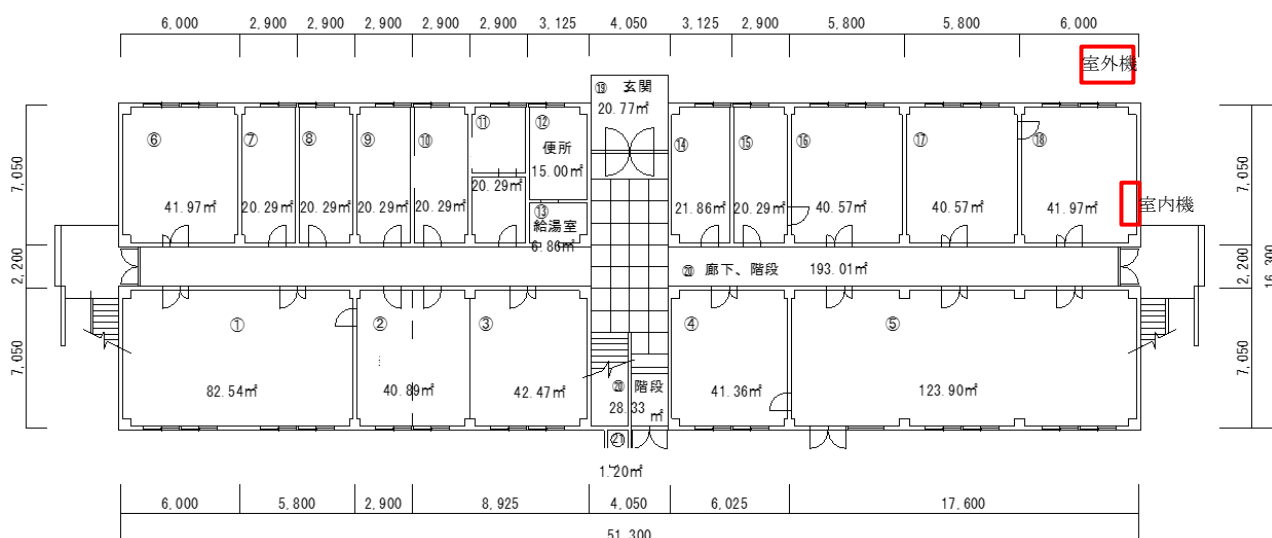 6,000 2,900 2,900 2,900 2,900 2,900 3,125 4,050 3,125 2,900 5,800 5,800 6,000
室外機
⑲ 玄関
20.77㎡
⑥ ⑦ ⑧ ⑨ ⑩ ⑪ ⑫ ⑭ ⑮ ⑯ ⑰ ⑱
便所
15.00㎡
20.29㎡
⑬
給湯室
6.86㎡
41.97㎡ 20.29㎡ 20.29㎡ 20.29㎡ 20.29㎡ 21.86㎡ 20.29㎡ 40.57㎡ 40.57㎡ 41.97㎡
室内機
7,050 7,050
2,200 2,200
16,300
7,050 7,050
⑳ 廊下、階段 193.01㎡
① ② ③ ④ ⑤
82.54㎡ 40.89㎡ 42.47㎡ 41.36㎡ 123.90㎡
⑳ 階段
28.33㎡
㉑
1.20㎡
6,000 5,800 2,900 8,925 4,050 6,025 17,600
51,300